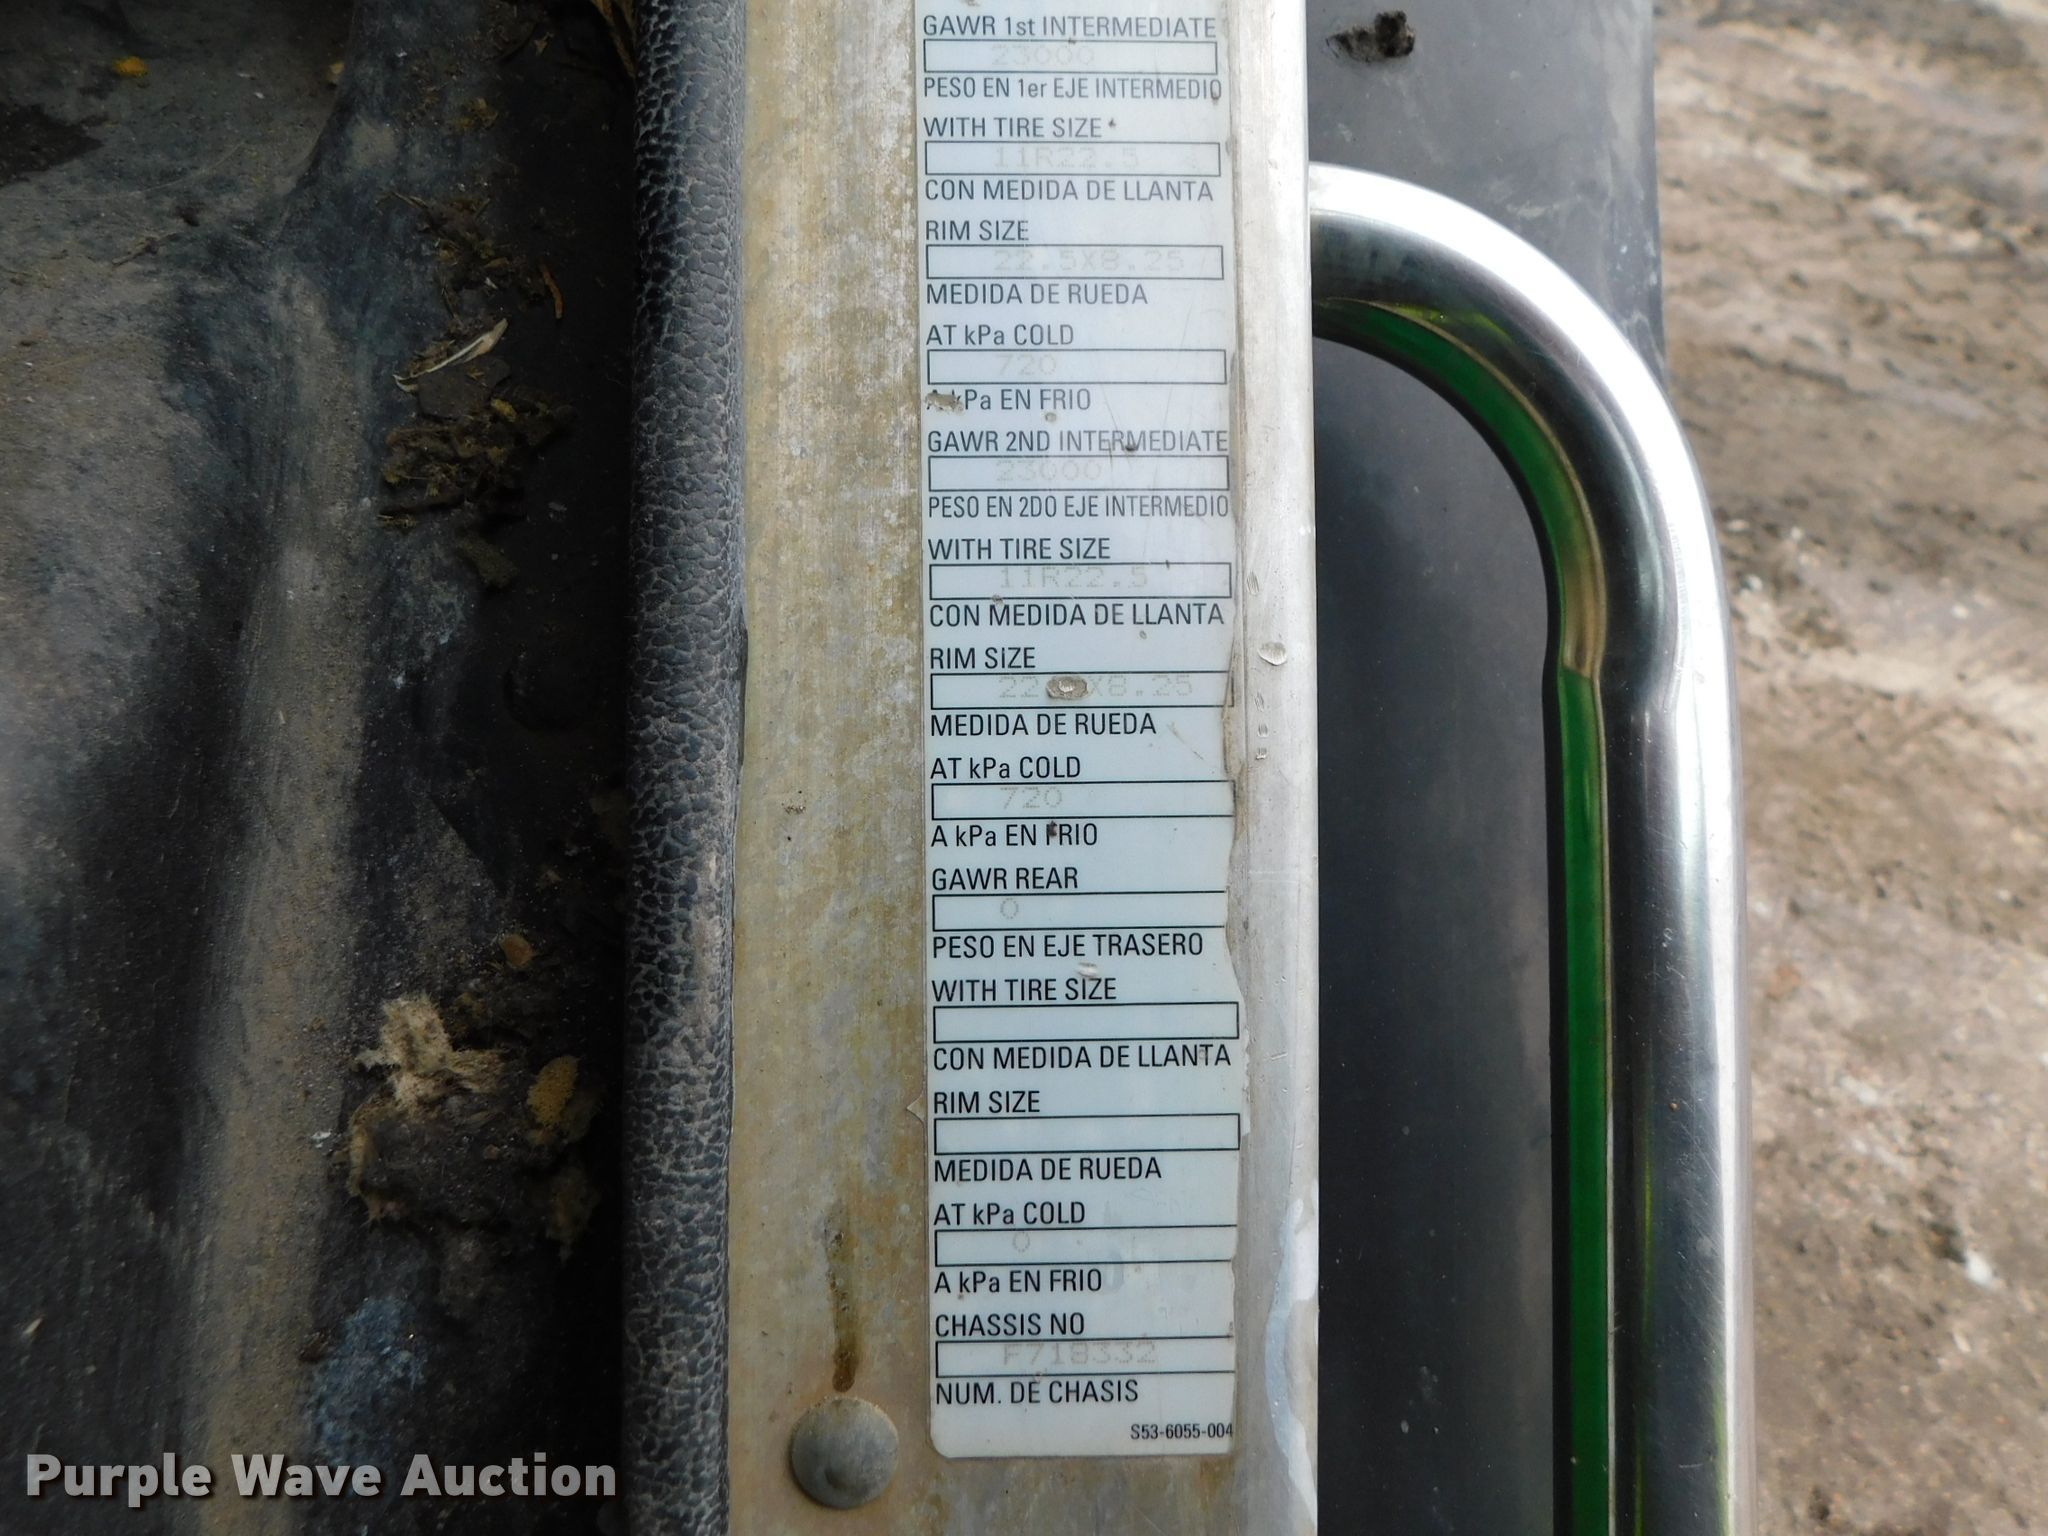 GAWR 1st INTERMEDIATE
23000
PESO EN 1er EJE INTERMEDIO
WITH TIRE SIZE
11R22.5
CON MEDIDA DE LLANTA
RIM SIZE
22.5X8.25
MEDIDA DE RUEDA
AT kPa COLD
720
A kPa EN FRIO
GAWR 2ND INTERMEDIATE
23000
PESO EN 2DO EJE INTERMEDIO
WITH TIRE SIZE
11R22.5
CON MEDIDA DE LLANTA
RIM SIZE
X8.25
MEDIDA DE RUEDA
AT kPa COLD
720
A kPa EN FRIO
GAWR REAR
0
PESO EN EJE TRASERO
WITH TIRE SIZE
CON MEDIDA DE LLANTA
RIM SIZE
MEDIDA DE RUEDA
AT kPa COLD
0
A kPa EN FRIO
CHASSIS NO
F718332
NUM. DE CHASIS
S53-6055-004
Purple Wave Auction